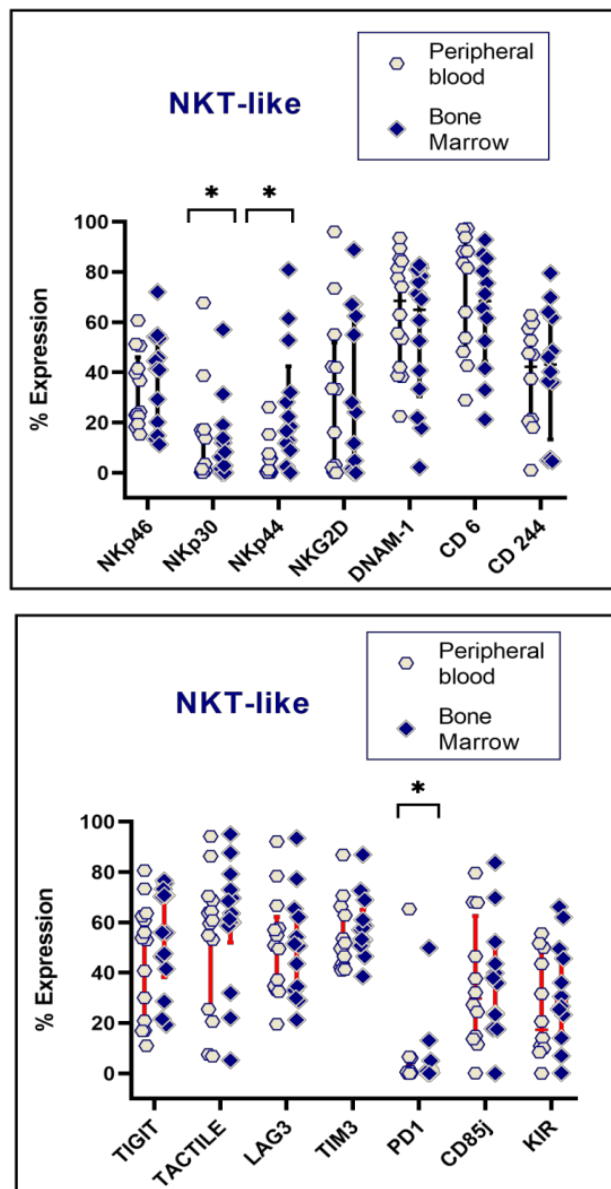 Peripheral
blood
Bone
Marrow
NKT-like
* *
% Expression
100
80
60
40
20
0
NKp46
NKp30
NKp44
NKG2D
DNAM-1
CD 6
CD 244
Peripheral
blood
Bone
Marrow
NKT-like
*
% Expression
100
80
60
40
20
0
TIGIT
TACTILE
LAG3
TIM3
PD1
CD85j
KIR